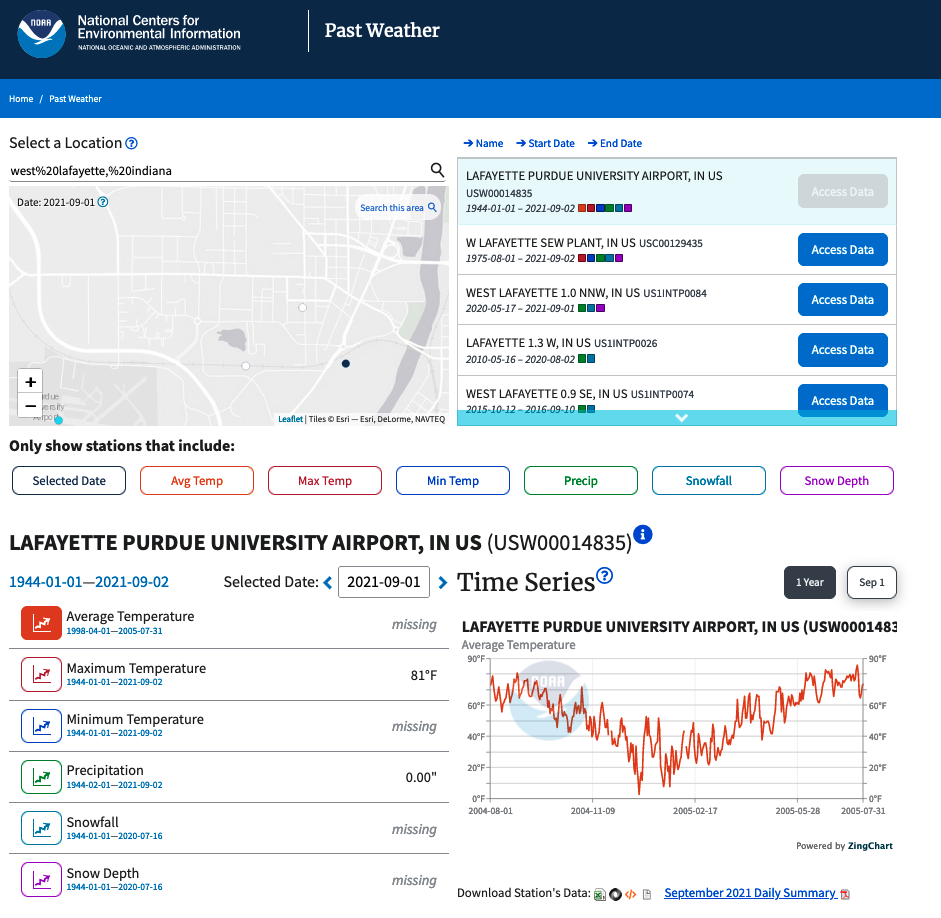 NOAA
National Centers for
Environmental Information
NATIONAL OCEANIC AND ATMOSPHERIC ADMINISTRATION
Past Weather
Home / Past Weather
Select a Location
west%20lafayette,%20indiana
Date: 2021-09-01
Search this area
+
−
Leaflet | Tiles © Esri — Esri, DeLorme, NAVTEQ
Name Start Date End Date
LAFAYETTE PURDUE UNIVERSITY AIRPORT, IN US
USW00014835
1944-01-01 – 2021-09-02
Access Data
W LAFAYETTE SEW PLANT, IN US USC00129435
1975-08-01 – 2021-09-02
Access Data
WEST LAFAYETTE 1.0 NNW, IN US US1INTP0084
2020-05-17 – 2021-09-01
Access Data
LAFAYETTE 1.3 W, IN US US1INTP0026
2010-05-16 – 2020-08-02
Access Data
WEST LAFAYETTE 0.9 SE, IN US US1INTP0074
2015-10-12 – 2016-09-10
Access Data
Only show stations that include:
Selected Date Avg Temp Max Temp Min Temp Precip Snowfall Snow Depth
LAFAYETTE PURDUE UNIVERSITY AIRPORT, IN US (USW00014835)
1944-01-01—2021-09-02 Selected Date: 2021-09-01
Average Temperature missing
1998-04-01—2005-07-31
Maximum Temperature 81°F
1944-01-01—2021-09-02
Minimum Temperature missing
1944-01-01—2021-09-02
Precipitation 0.00"
1944-02-01—2021-09-02
Snowfall missing
1944-01-01—2020-07-16
Snow Depth missing
1944-01-01—2020-07-16
Time Series
1 Year Sep 1
LAFAYETTE PURDUE UNIVERSITY AIRPORT, IN US (USW0001483
Average Temperature
NOAA
90°F 90°F
60°F 60°F
40°F 40°F
20°F 20°F
0°F 0°F
2004-08-01 2004-11-09 2005-02-17 2005-05-28 2005-07-31
Powered by ZingChart
Download Station's Data: September 2021 Daily Summary